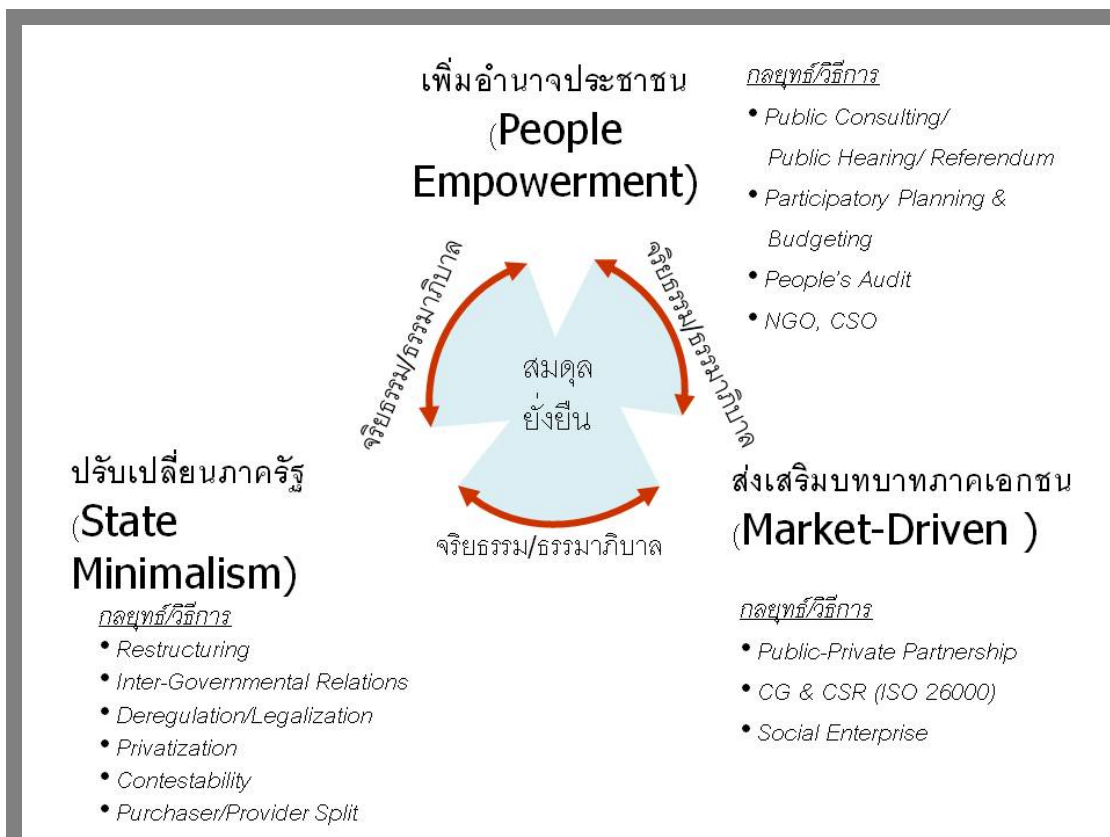 เพิ่มอำนาจประชาชน
(People
Empowerment)
กลยุทธ์/วิธีการ
• Public Consulting/
Public Hearing/ Referendum
• Participatory Planning &
Budgeting
• People's Audit
• NGO, CSO
จริยธรรม/ธรรมาภิบาล
จริยธรรม/ธรรมาภิบาล
สมดุล
ยั่งยืน
จริยธรรม/ธรรมาภิบาล
ปรับเปลี่ยนภาครัฐ
(State
Minimalism)
กลยุทธ์/วิธีการ
• Restructuring
• Inter-Governmental Relations
• Deregulation/Legalization
• Privatization
• Contestability
• Purchaser/Provider Split
ส่งเสริมบทบาทภาคเอกชน
(Market-Driven )
กลยุทธ์/วิธีการ
• Public-Private Partnership
• CG & CSR (ISO 26000)
• Social Enterprise